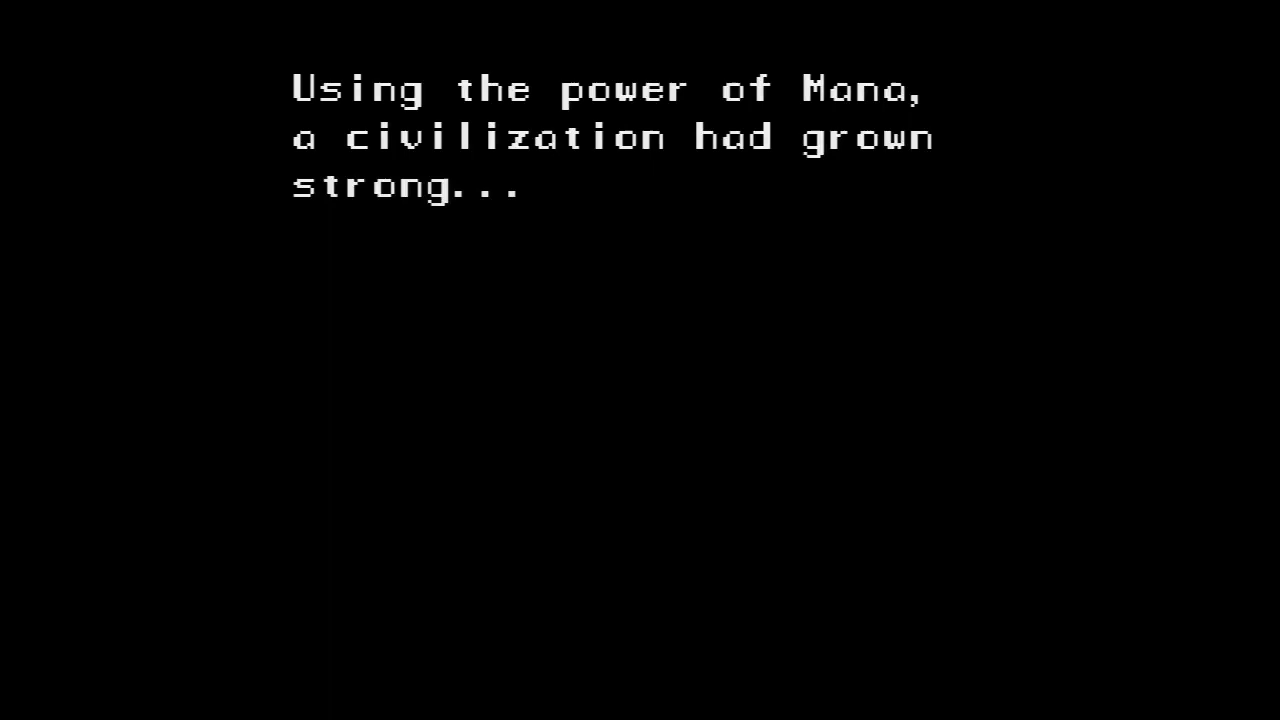 Using the power of Mana,
a civilization had grown
strong...